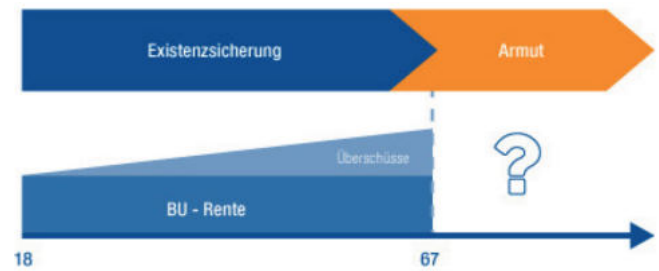 Existenzsicherung
Armut
Überschüsse
?
BU - Rente
18
67